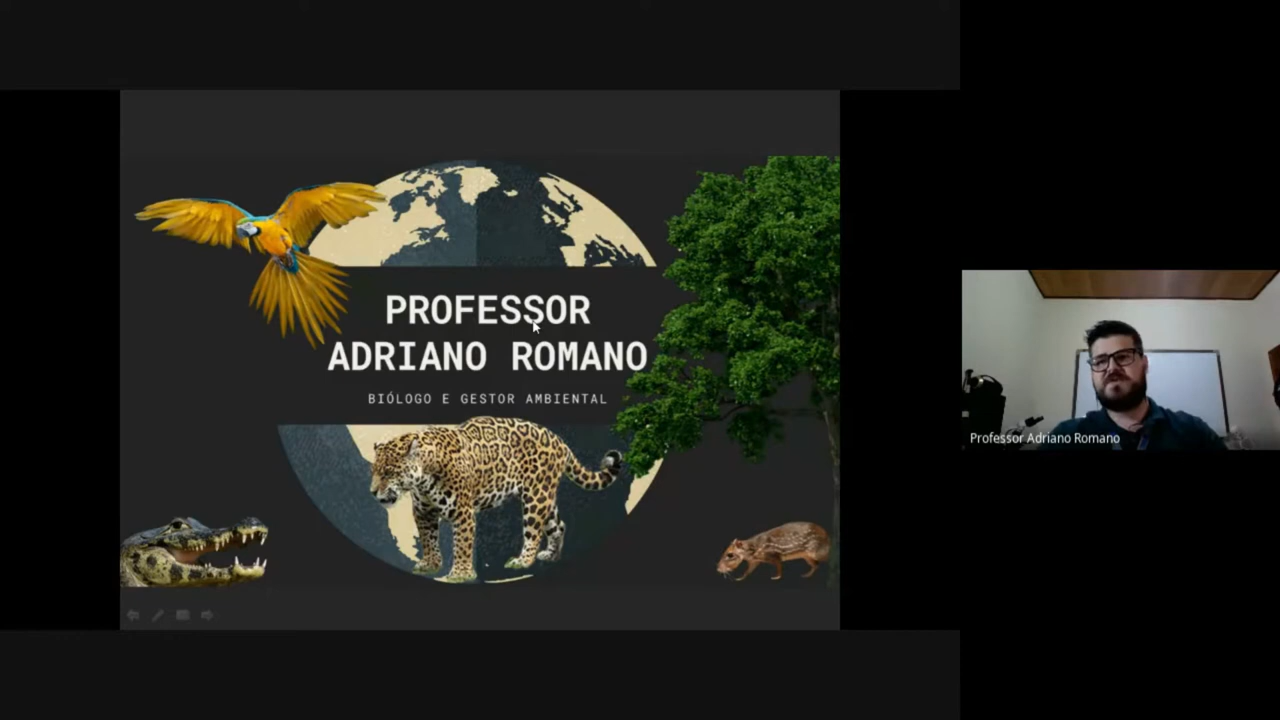 PROFESSOR
ADRIANO ROMANO
BIÓLOGO E GESTOR AMBIENTAL
Professor Adriano Romano